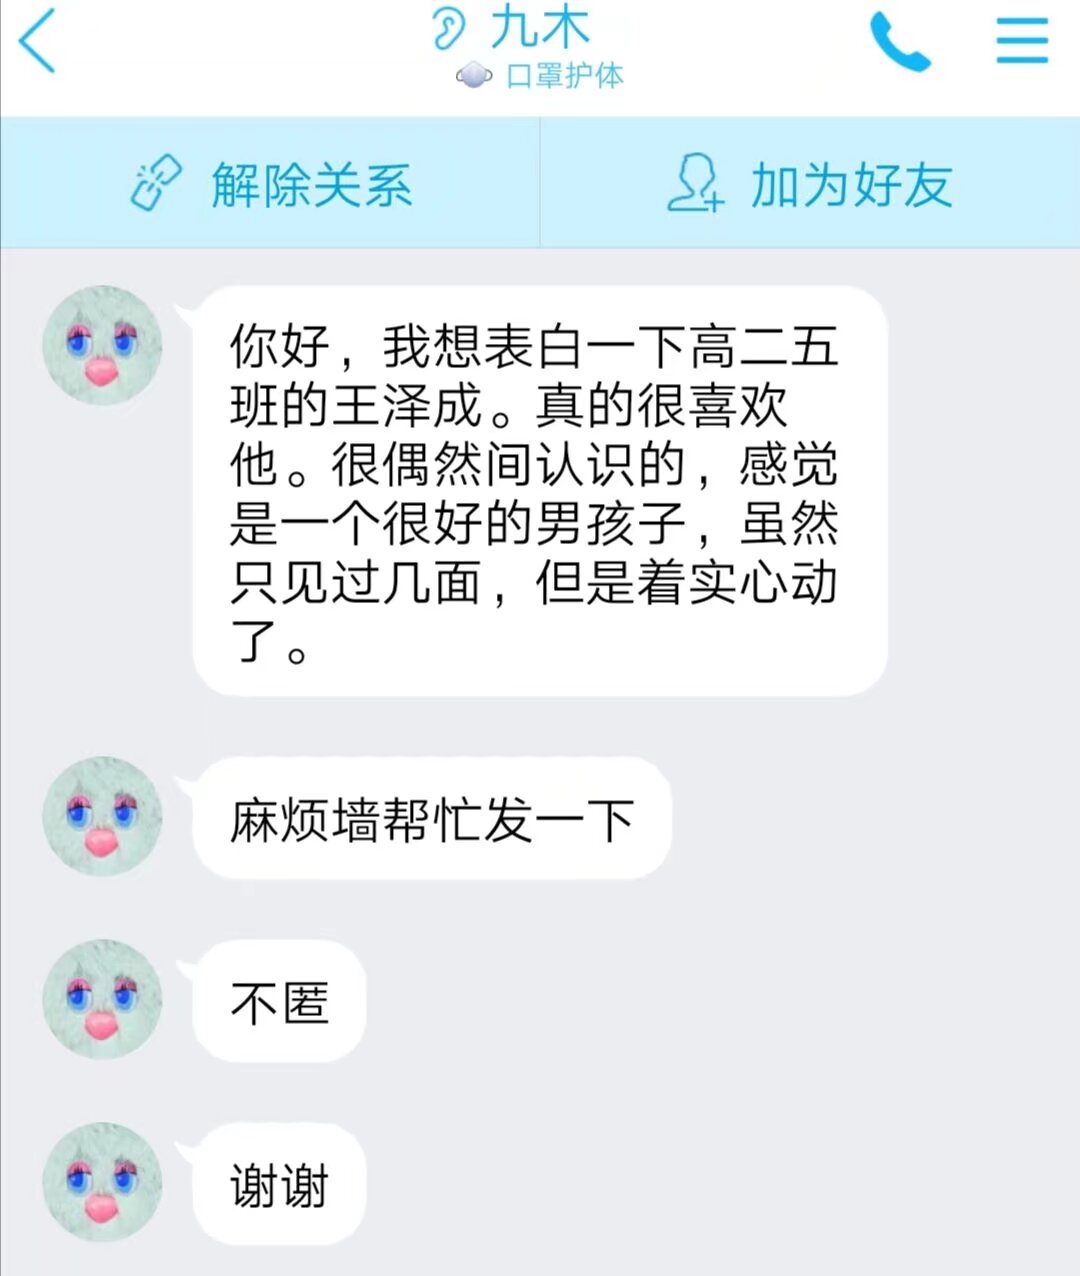 九木
口罩护体
解除关系
加为好友
你好，我想表白一下高二五
班的王泽成。真的很喜欢
他。很偶然间认识的，感觉
是一个很好的男孩子，虽然
只见过几面，但是着实心动
了。
麻烦墙帮忙发一下
不匿
谢谢